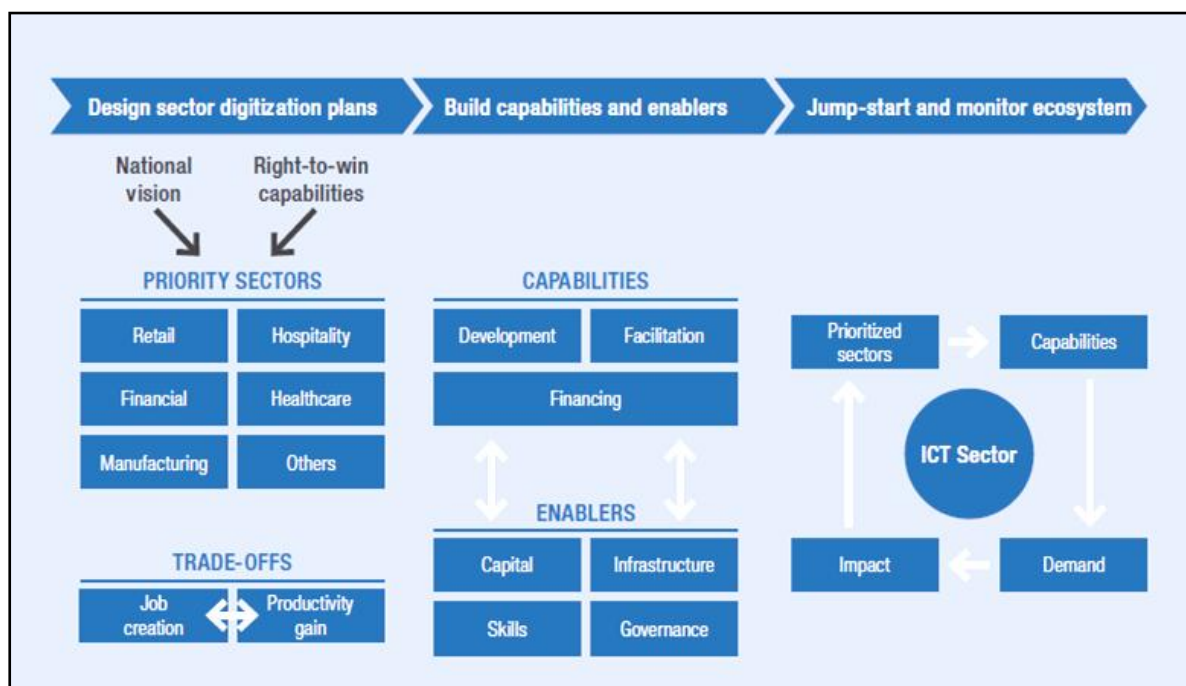 Design sector digitization plans
Build capabilities and enablers
Jump-start and monitor ecosystem
National
vision
Right-to-win
capabilities
PRIORITY SECTORS
Retail
Hospitality
Financial
Healthcare
Manufacturing
Others
TRADE-OFFS
Job
creation
Productivity
gain
CAPABILITIES
Development
Facilitation
Financing
ENABLERS
Capital
Infrastructure
Skills
Governance
Prioritized
sectors
Capabilities
ICT Sector
Impact
Demand